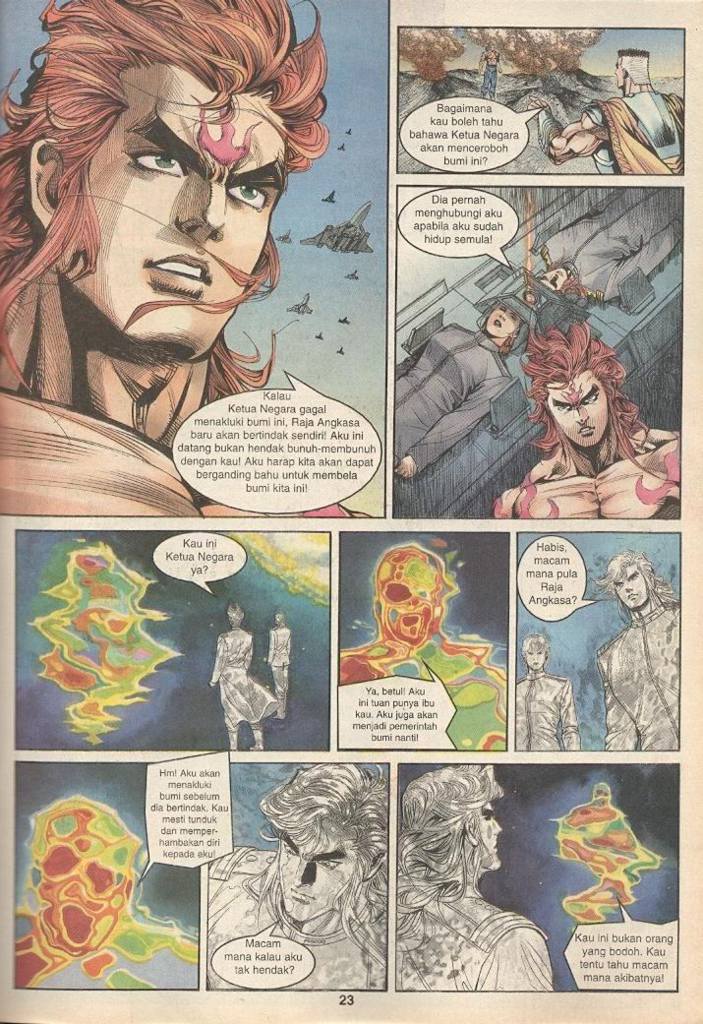 Kalau
Ketua Negara gagal
menakluki bumi ini, Raja Angkasa
baru akan bertindak sendiri! Aku ini
datang bukan hendak bunuh-membunuh
dengan kau! Aku harap kita akan dapat
berganding bahu untuk membela
bumi kita ini!
Bagaimana
kau boleh tahu
bahawa Ketua Negara
akan menceroboh
bumi ini?
Dia pernah
menghubungi aku
apabila aku sudah
hidup semula!
Kau ini
Ketua Negara
ya?
Ya, betul! Aku
ini tuan punya ibu
kau. Aku juga akan
menjadi pemerintah
bumi nanti!
Habis,
macam
mana pula
Raja
Angkasa?
Hm! Aku akan
menakluki
bumi sebelum
dia bertindak. Kau
mesti tunduk
dan memper-
hambakan diri
kepada aku!
Macam
mana kalau aku
tak hendak?
Kau ini bukan orang
yang bodoh. Kau
tentu tahu macam
mana akibatnya!
23